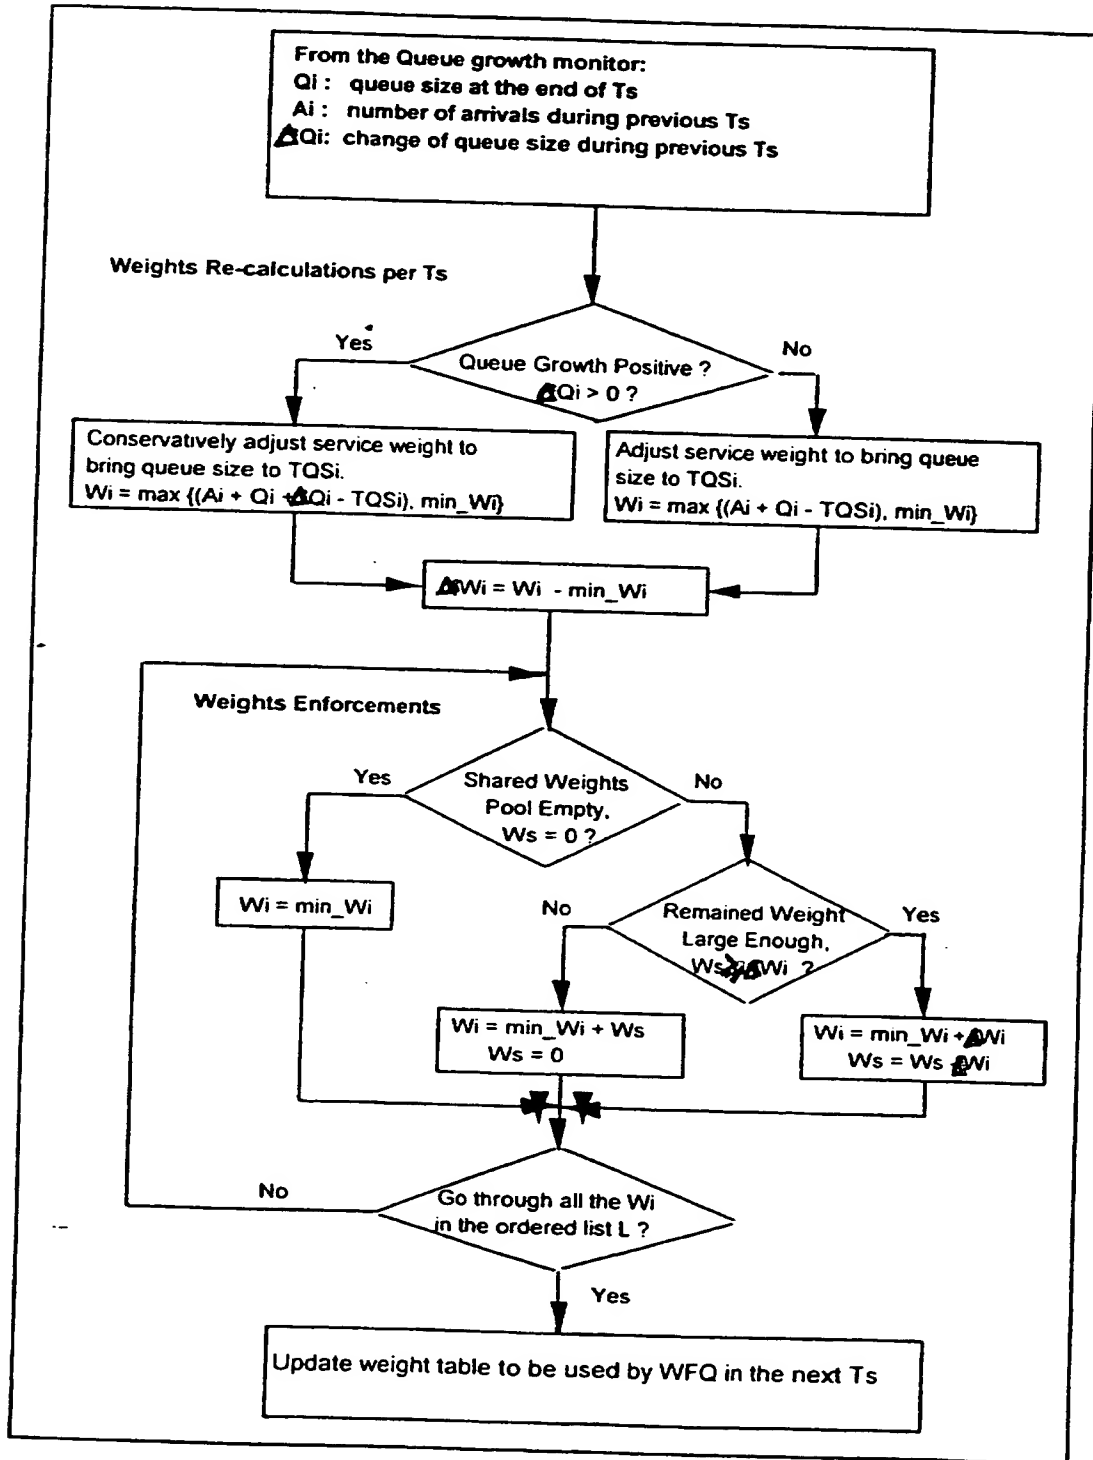 From the Queue growth monitor:
Qi : queue size at the end of Ts
Ai : number of arrivals during previous Ts
ΔQi: change of queue size during previous Ts
Weights Re-calculations per Ts
Yes
No
Queue Growth Positive ?
ΔQi > 0 ?
Conservatively adjust service weight to
bring queue size to TQSi.
Wi = max {(Ai + Qi + ΔQi - TQSi), min_Wi}
Adjust service weight to bring queue
size to TQSi.
Wi = max {(Ai + Qi - TQSi), min_Wi}
ΔWi = Wi - min_Wi
Weights Enforcements
Yes
No
Shared Weights
Pool Empty,
Ws = 0 ?
Wi = min_Wi
No
Yes
Remained Weight
Large Enough,
Ws ΔWi ?
Wi = min_Wi + Ws
Ws = 0
Wi = min_Wi + ΔWi
Ws = Ws - ΔWi
No
Go through all the Wi
in the ordered list L ?
Yes
Update weight table to be used by WFQ in the next Ts